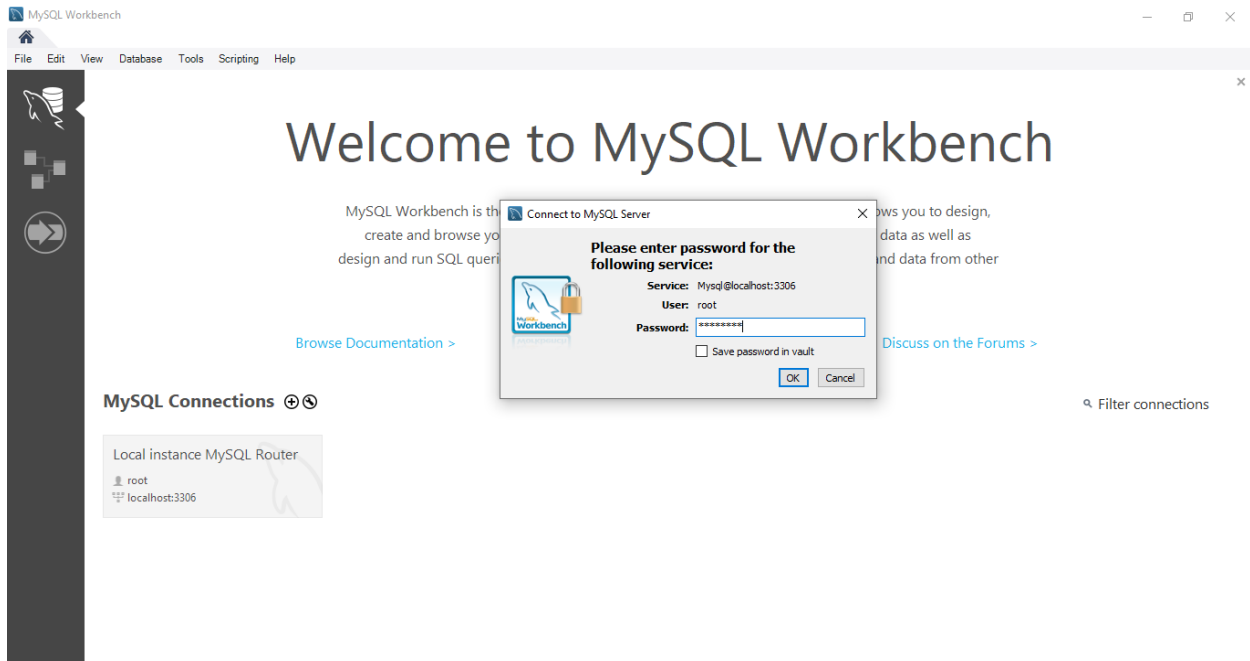 MySQL Workbench
File Edit View Database Tools Scripting Help
Welcome to MySQL Workbench
MySQL Workbench is th
ows you to design,
create and browse yo
data as well as
design and run SQL queri
nd data from other
Browse Documentation >
Discuss on the Forums >
Connect to MySQL Server
Please enter password for the
following service:
Service: Mysql@localhost:3306
User: root
Password: ********
Save password in vault
OK Cancel
MySQL
Workbench
MySQL Connections
Filter connections
Local instance MySQL Router
root
localhost:3306